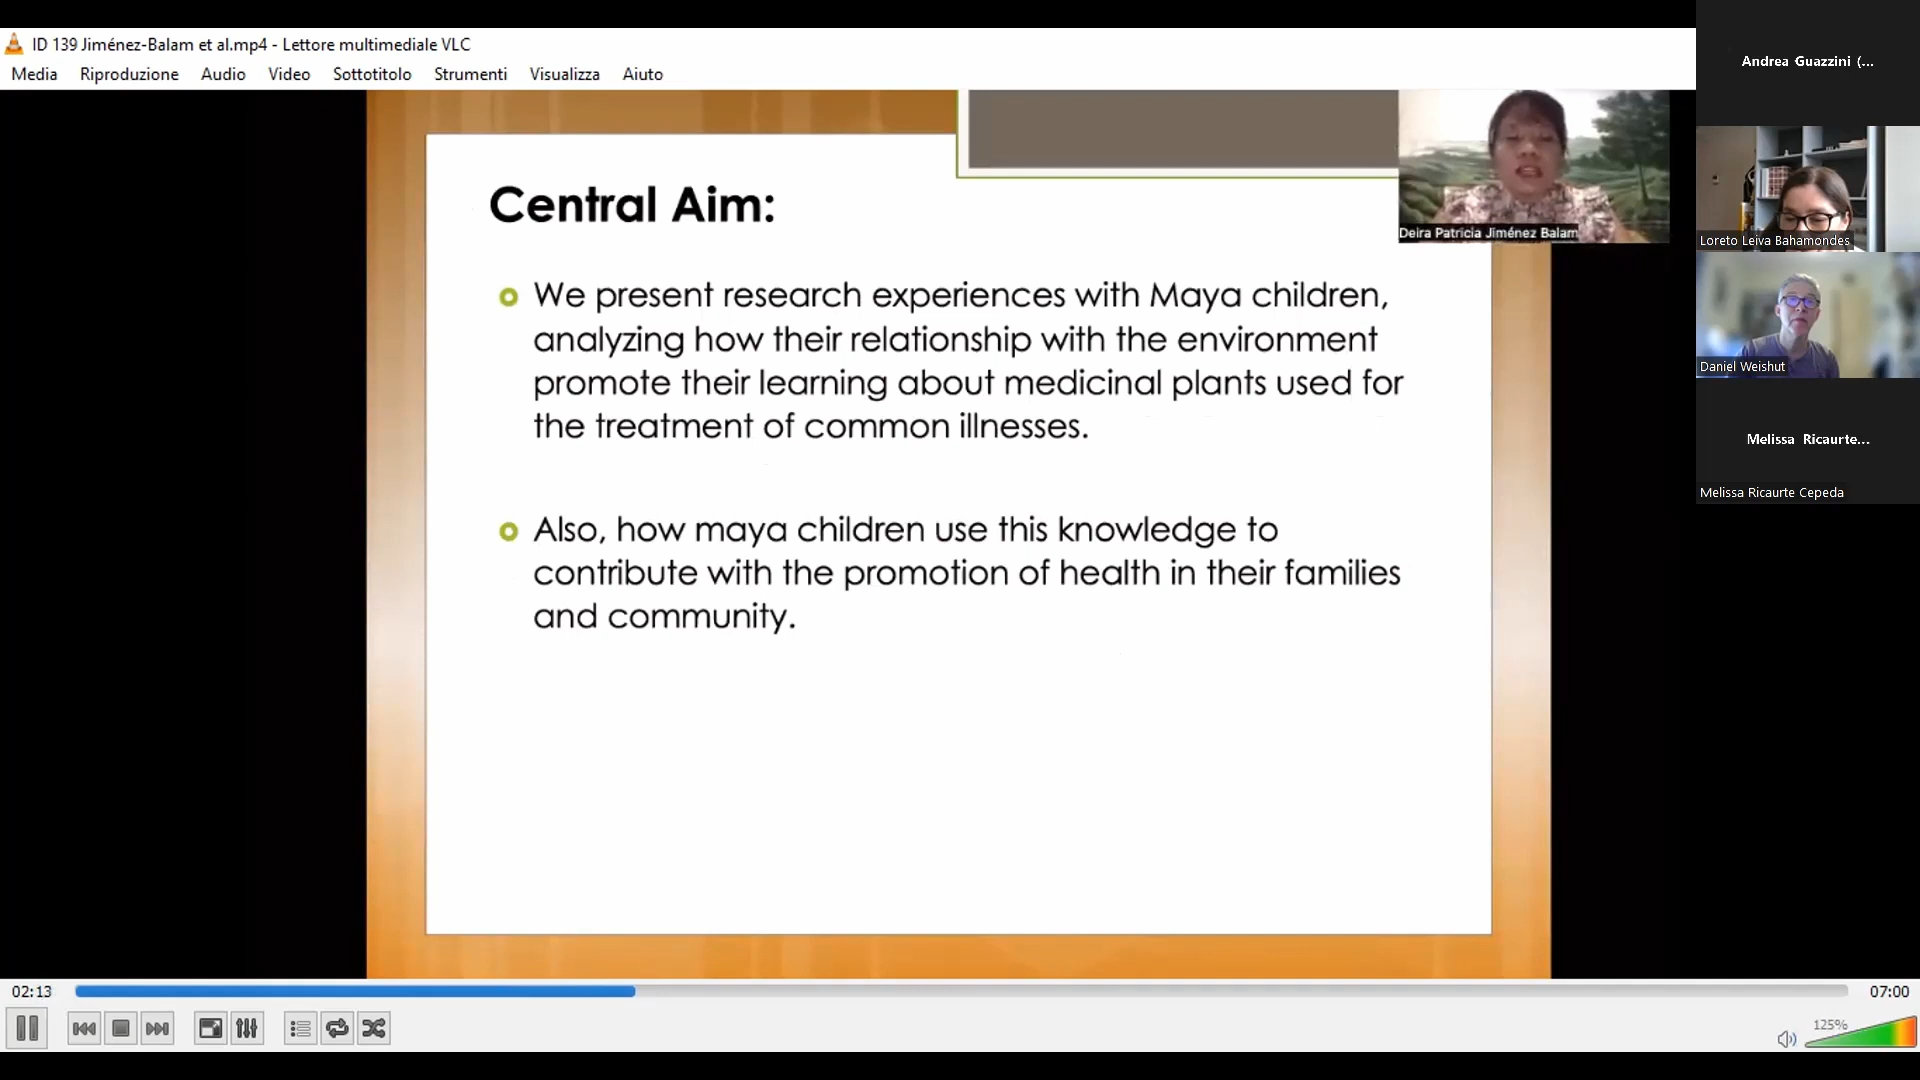 ID 139 Jiménez-Balam et al.mp4 - Lettore multimediale VLC
Media Riproduzione Audio Video Sottotitolo Strumenti Visualizza Aiuto
Andrea Guazzini (...
Deira Patricia Jiménez Balam
Loreto Leiva Bahamondes
Daniel Weishut
Melissa Ricaurte...
Melissa Ricaurte Cepeda
Central Aim:
We present research experiences with Maya children,
analyzing how their relationship with the environment
promote their learning about medicinal plants used for
the treatment of common illnesses.
Also, how maya children use this knowledge to
contribute with the promotion of health in their families
and community.
02:13
07:00
125%